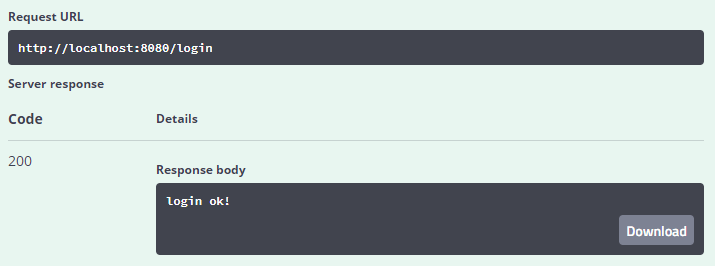 Request URL
http://localhost:8080/login
Server response
Code Details
200
Response body
login ok!
Download